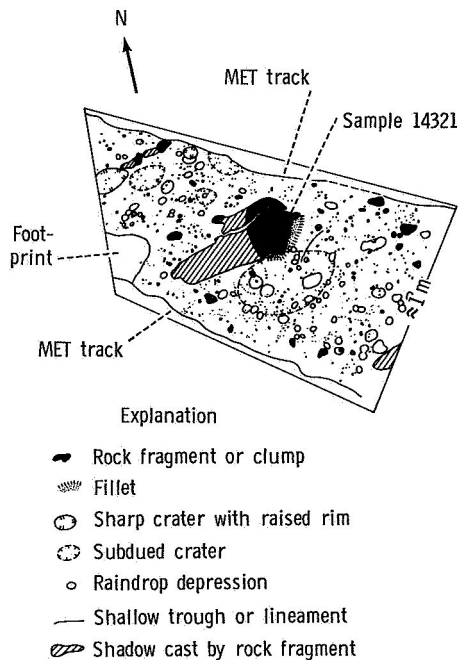 N
MET track
Sample 14321
Foot-
print
MET track
≈1 m
Explanation
Rock fragment or clump
Fillet
Sharp crater with raised rim
Subdued crater
Raindrop depression
Shallow trough or lineament
Shadow cast by rock fragment